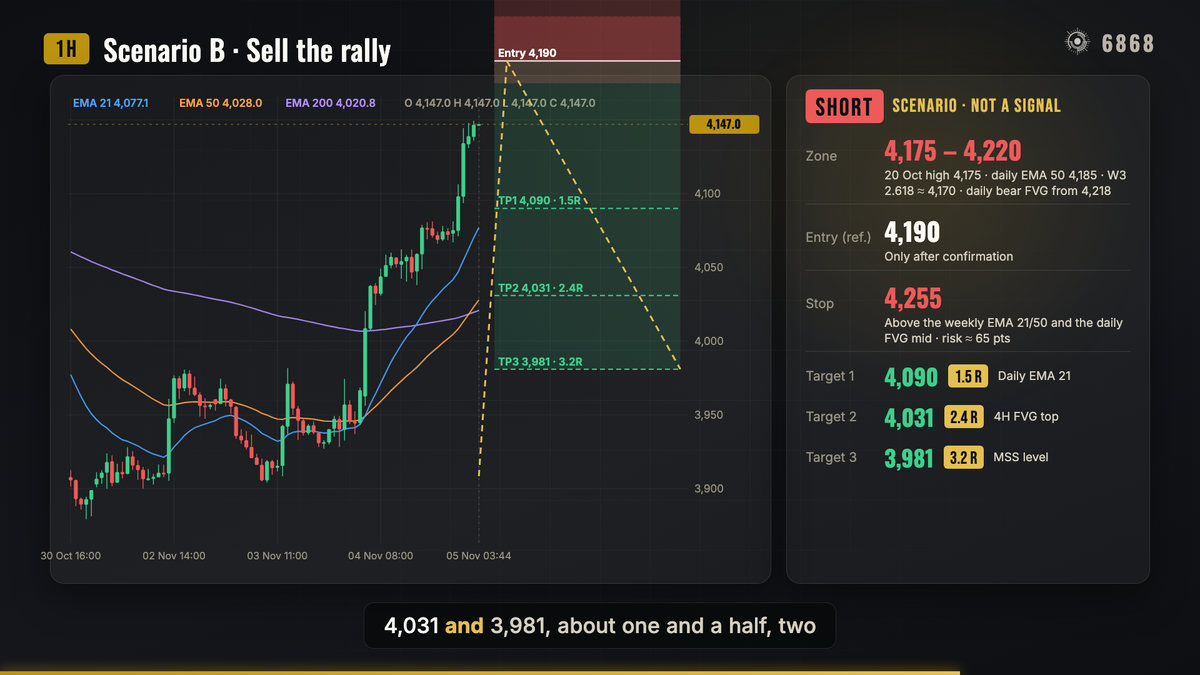 1H Scenario B · Sell the rally
6868
EMA 21 4,077.1 EMA 50 4,028.0 EMA 200 4,020.8 O 4,147.0 H 4,147.0 L 4,147.0 C 4,147.0
Entry 4,190
4,147.0
4,100
TP1 4,090 · 1.5R
4,050
TP2 4,031 · 2.4R
4,000
TP3 3,981 · 3.2R
3,950
3,900
30 Oct 16:00 02 Nov 14:00 03 Nov 11:00 04 Nov 08:00 05 Nov 03:44
SHORT SCENARIO · NOT A SIGNAL
Zone 4,175 – 4,220
20 Oct high 4,175 · daily EMA 50 4,185 · W3
2.618 ≈ 4,170 · daily bear FVG from 4,218
Entry (ref.) 4,190
Only after confirmation
Stop 4,255
Above the weekly EMA 21/50 and the daily
FVG mid · risk ≈ 65 pts
Target 1 4,090 1.5 R Daily EMA 21
Target 2 4,031 2.4 R 4H FVG top
Target 3 3,981 3.2 R MSS level
4,031 and 3,981, about one and a half, two